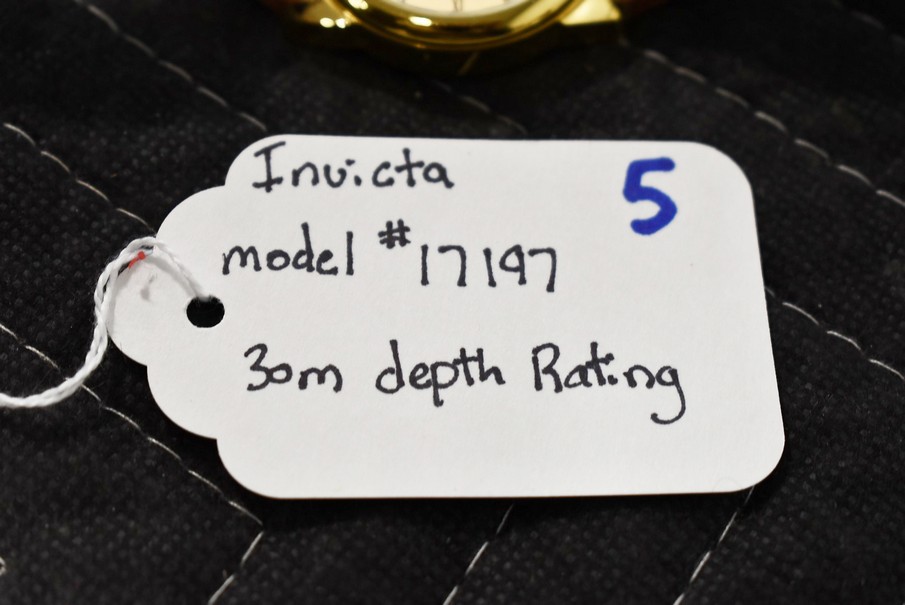 Invicta
5
model #17197
30m depth Rating